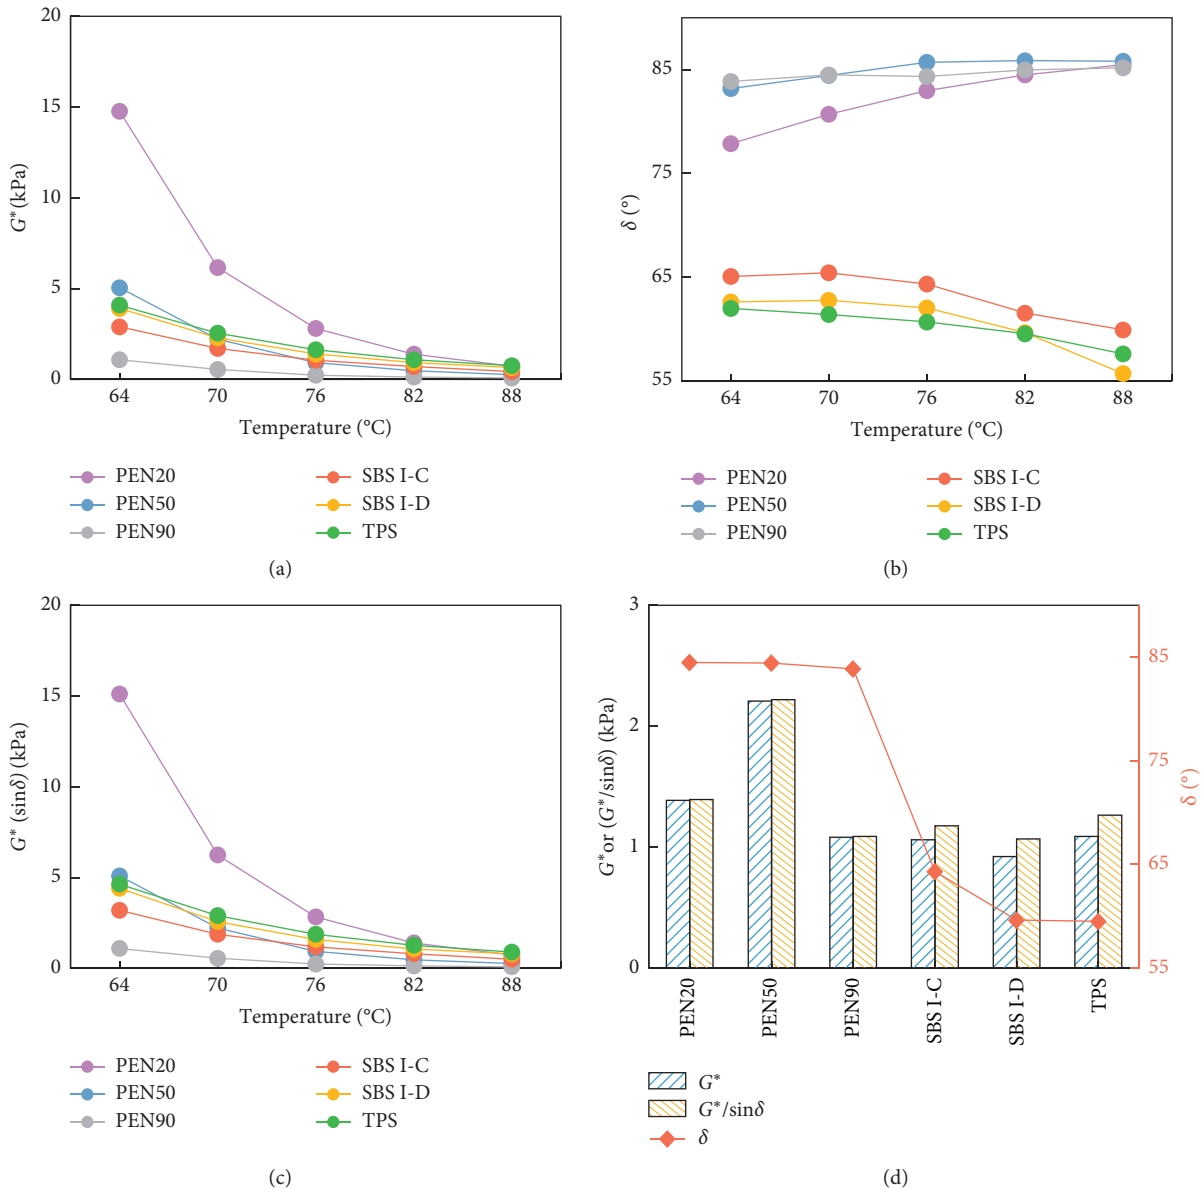 20
15
10
5
0
G* (kPa)
64 70 76 82 88
Temperature (°C)
PEN20
PEN50
PEN90
SBS I-C
SBS I-D
TPS
(a)
85
75
65
55
δ (°)
64 70 76 82 88
Temperature (°C)
PEN20
PEN50
PEN90
SBS I-C
SBS I-D
TPS
(b)
20
15
10
5
0
G* (sinδ) (kPa)
64 70 76 82 88
Temperature (°C)
PEN20
PEN50
PEN90
SBS I-C
SBS I-D
TPS
(c)
3
2
1
0
G* or (G*/sinδ) (kPa)
85
75
65
55
δ (°)
PEN20
PEN50
PEN90
SBS I-C
SBS I-D
TPS
G*
G*/sinδ
δ
(d)